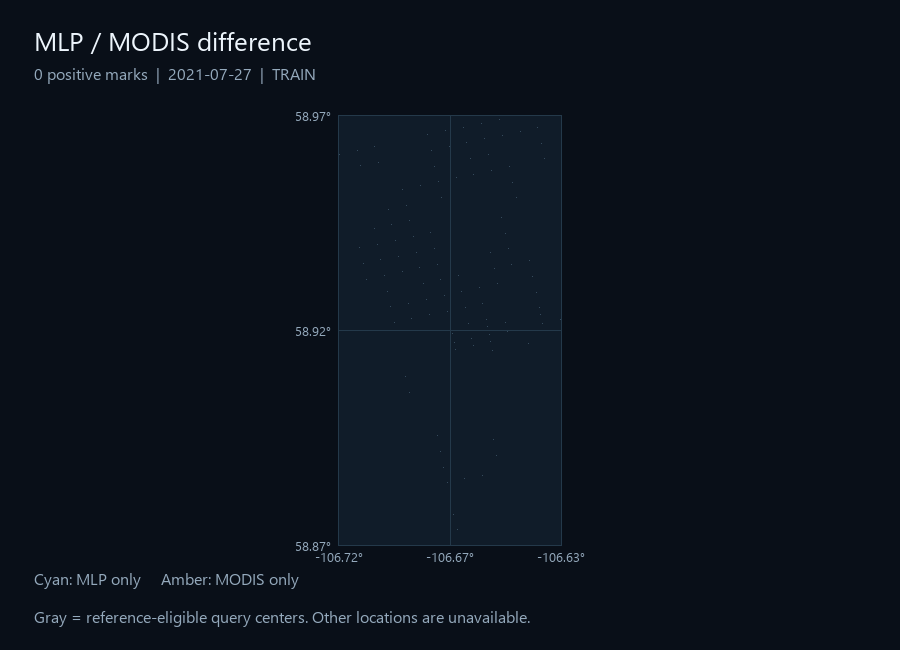 MLP / MODIS difference
0 positive marks | 2021-07-27 | TRAIN
58.97°
58.92°
58.87°
-106.72° -106.67° -106.63°
Cyan: MLP only Amber: MODIS only
Gray = reference-eligible query centers. Other locations are unavailable.